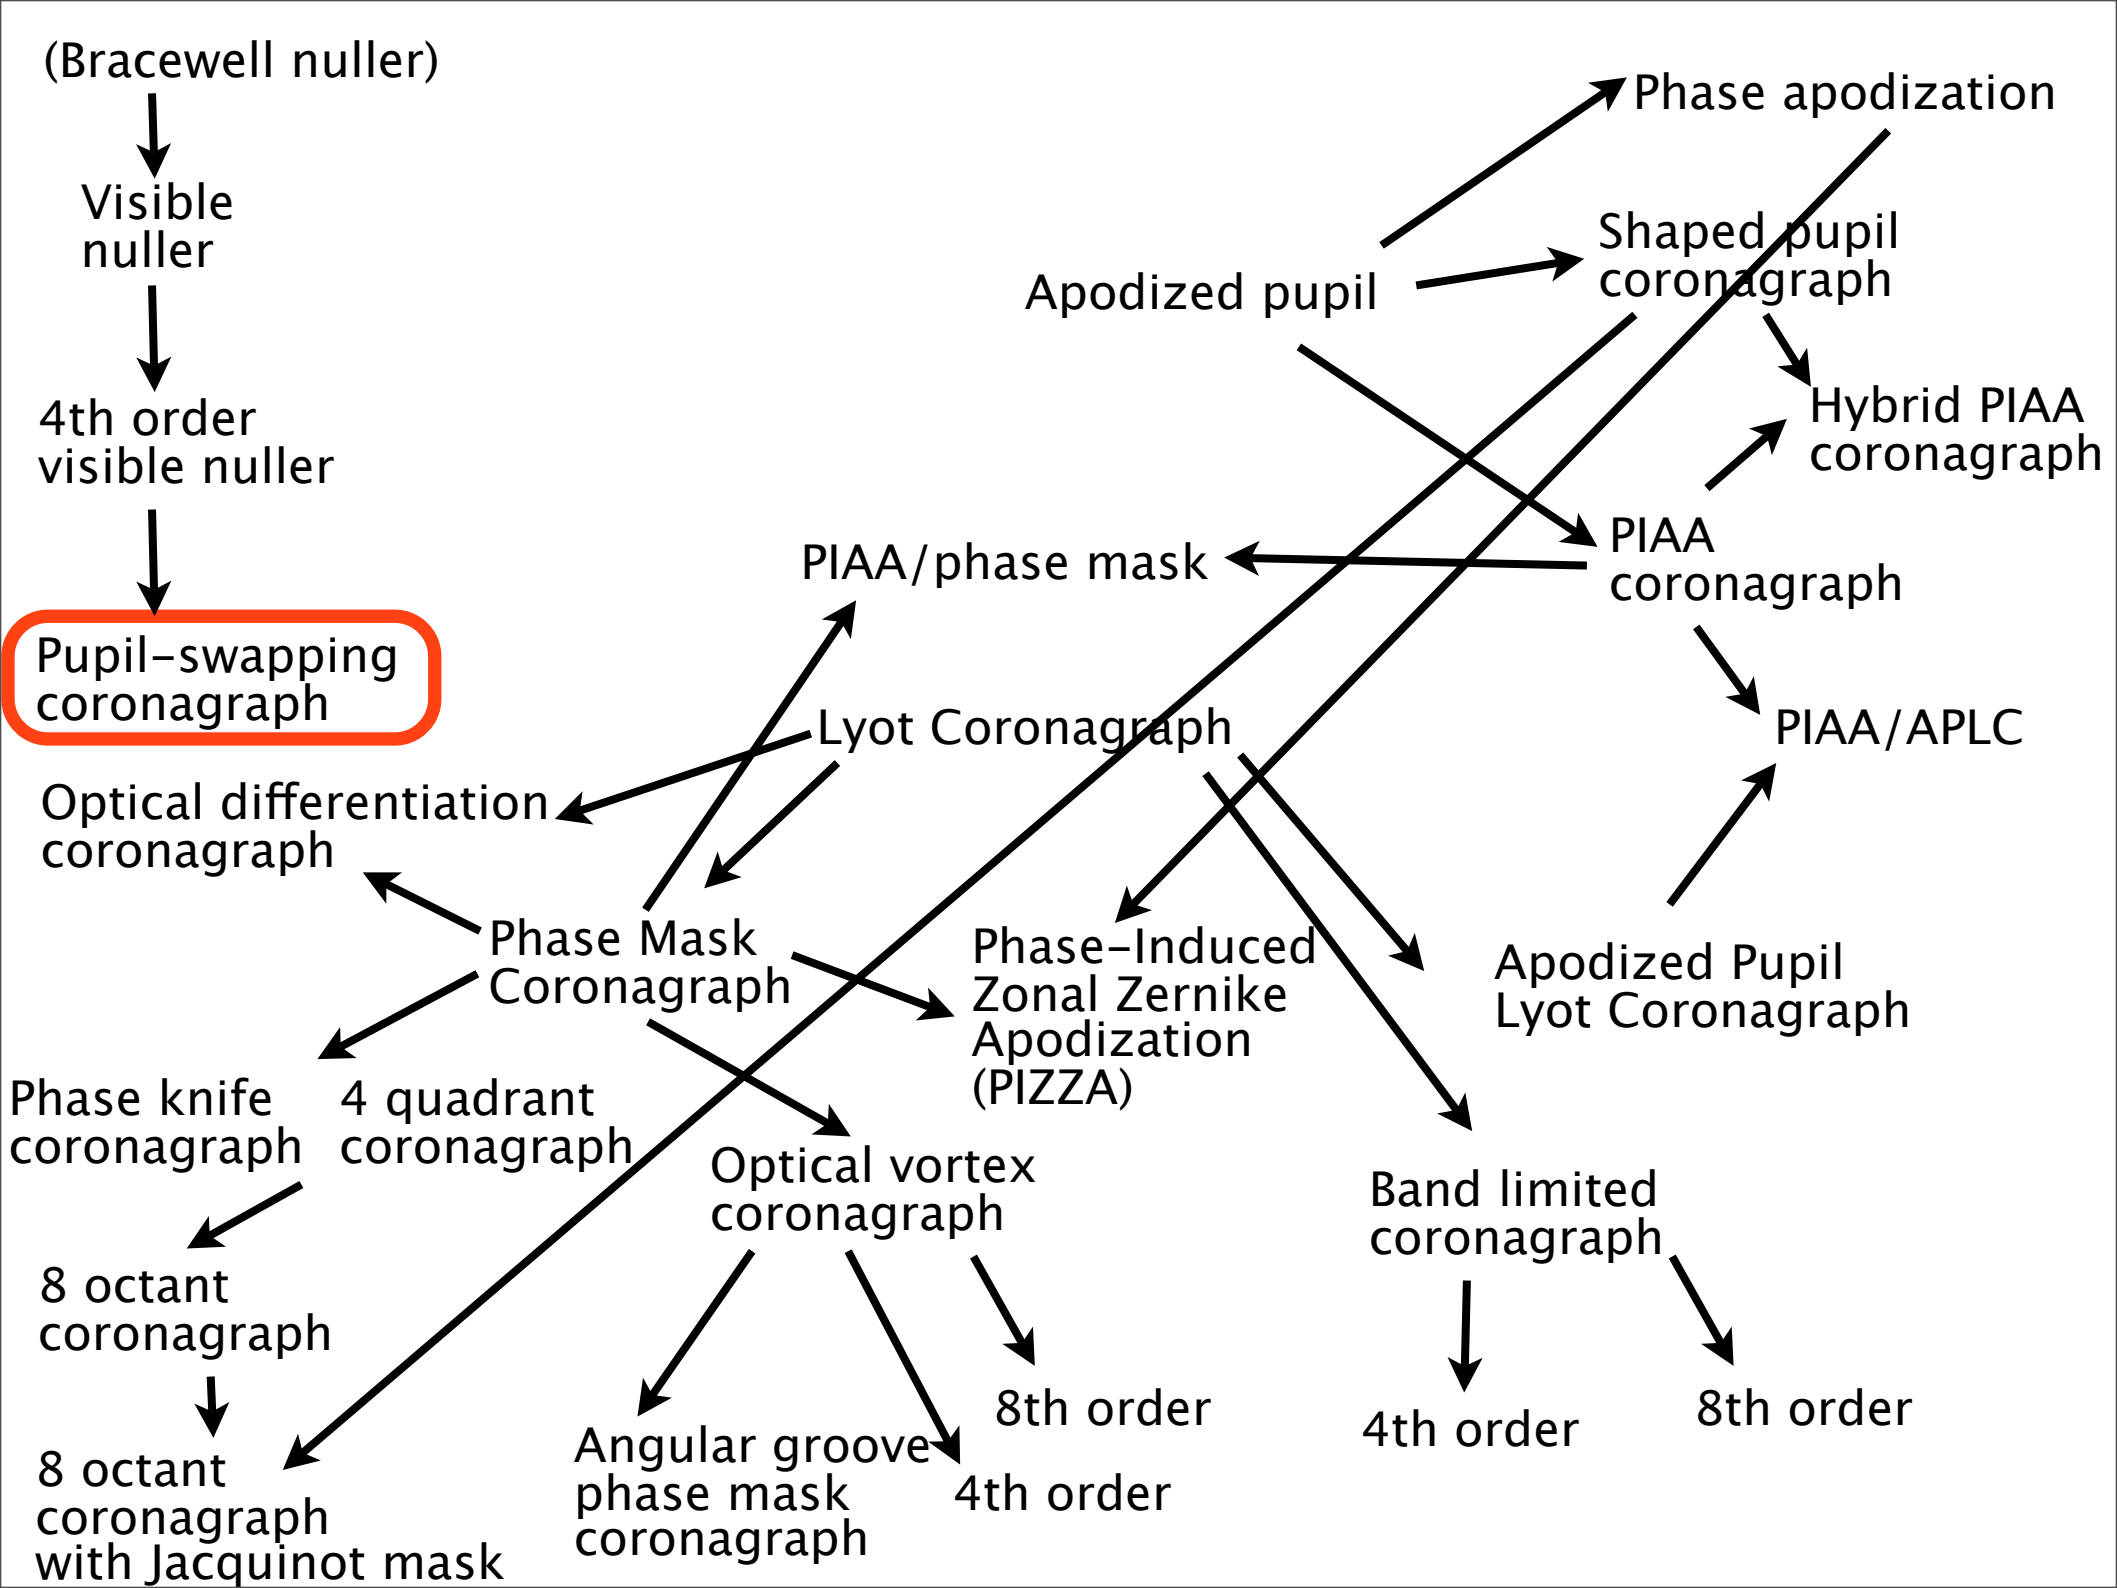 (Bracewell nuller)
Phase apodization
Visible
nuller
Shaped pupil
coronagraph
Apodized pupil
4th order
visible nuller
Hybrid PIAA
coronagraph
PIAA/phase mask
PIAA
coronagraph
Pupil-swapping
coronagraph
Lyot Coronagraph
PIAA/APLC
Optical differentiation
coronagraph
Phase Mask
Coronagraph
Phase-Induced
Zonal Zernike
Apodization
(PIZZA)
Apodized Pupil
Lyot Coronagraph
Phase knife
coronagraph
4 quadrant
coronagraph
Optical vortex
coronagraph
Band limited
coronagraph
8 octant
coronagraph
8th order
4th order
8th order
Angular groove
phase mask
coronagraph
4th order
8 octant
coronagraph
with Jacquinot mask